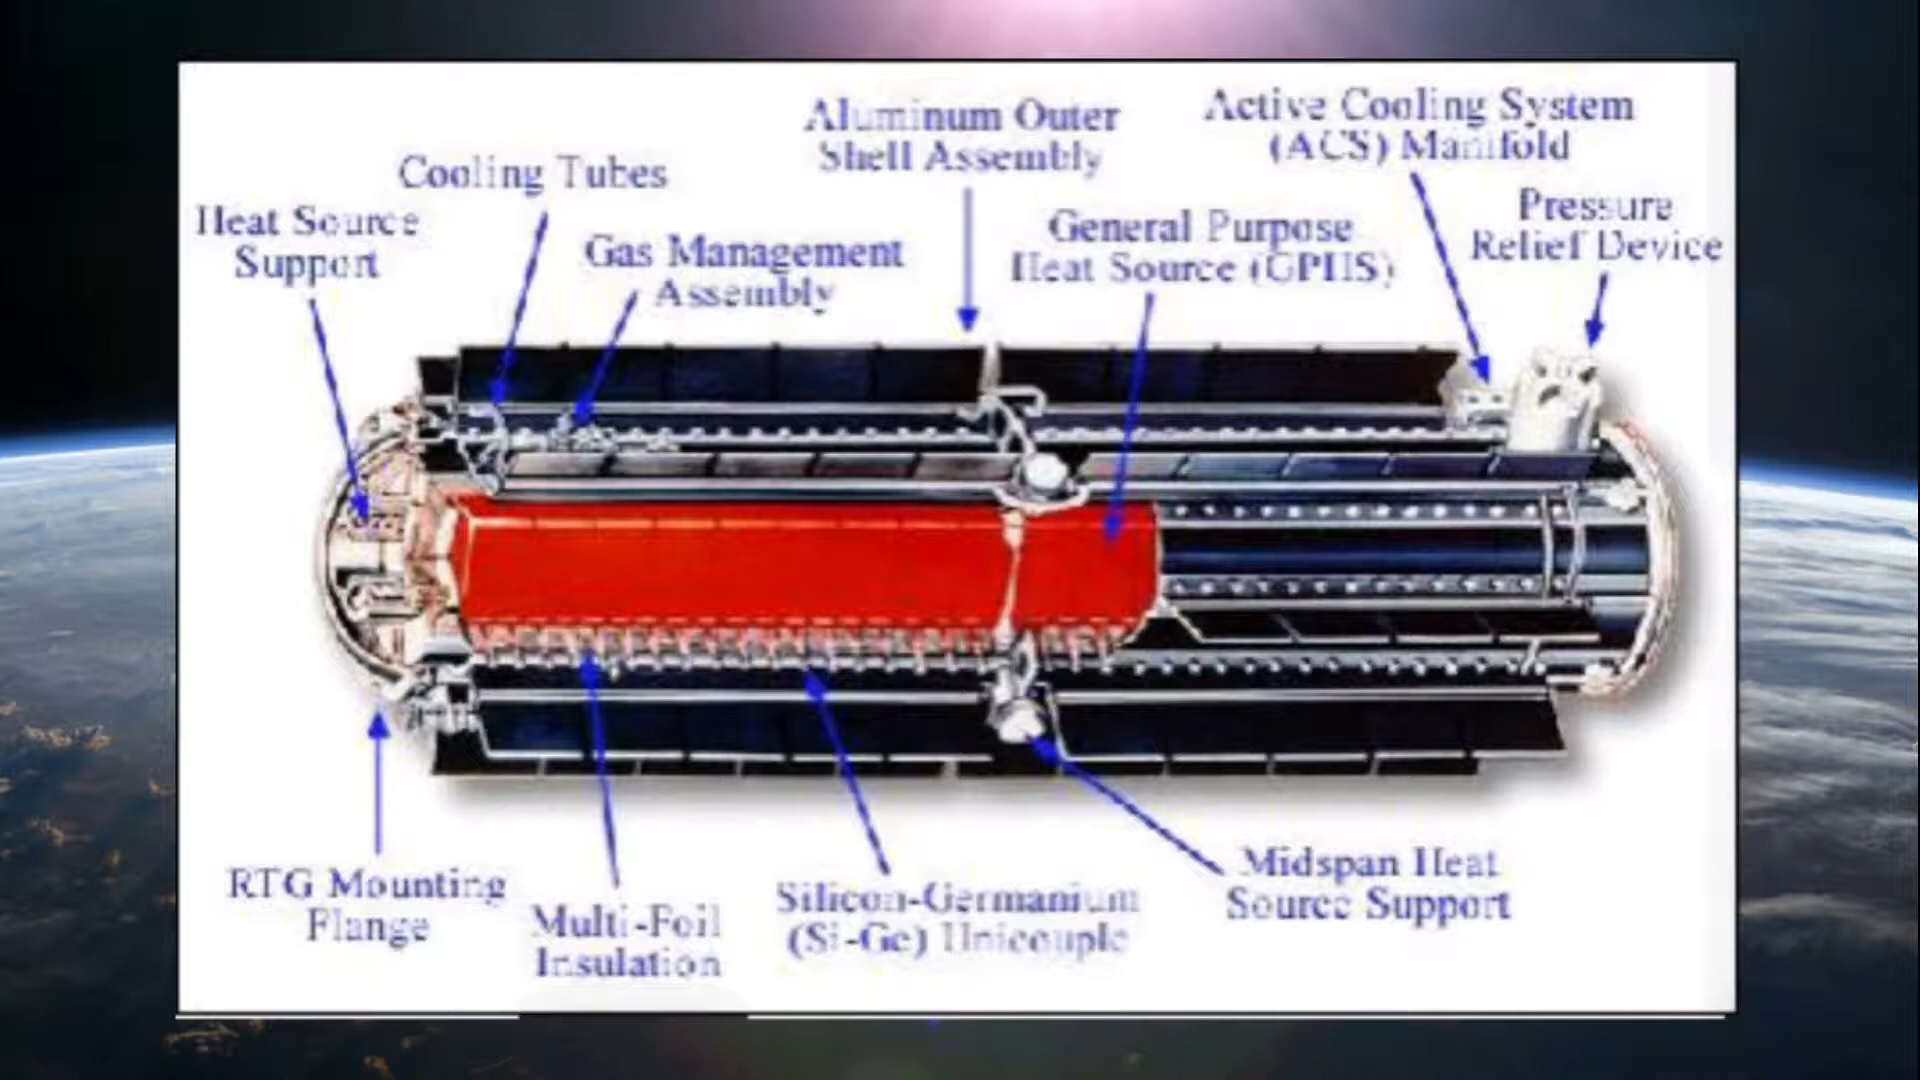 Aluminum Outer
Shell Assembly
Active Cooling System
(ACS) Manifold
Cooling Tubes
Pressure
Relief Device
Heat Source
Support
General Purpose
Heat Source (GPHS)
Gas Management
Assembly
RTG Mounting
Flange
Multi-Foil
Insulation
Silicon-Germanium
(Si-Ge) Unicouple
Midspan Heat
Source Support